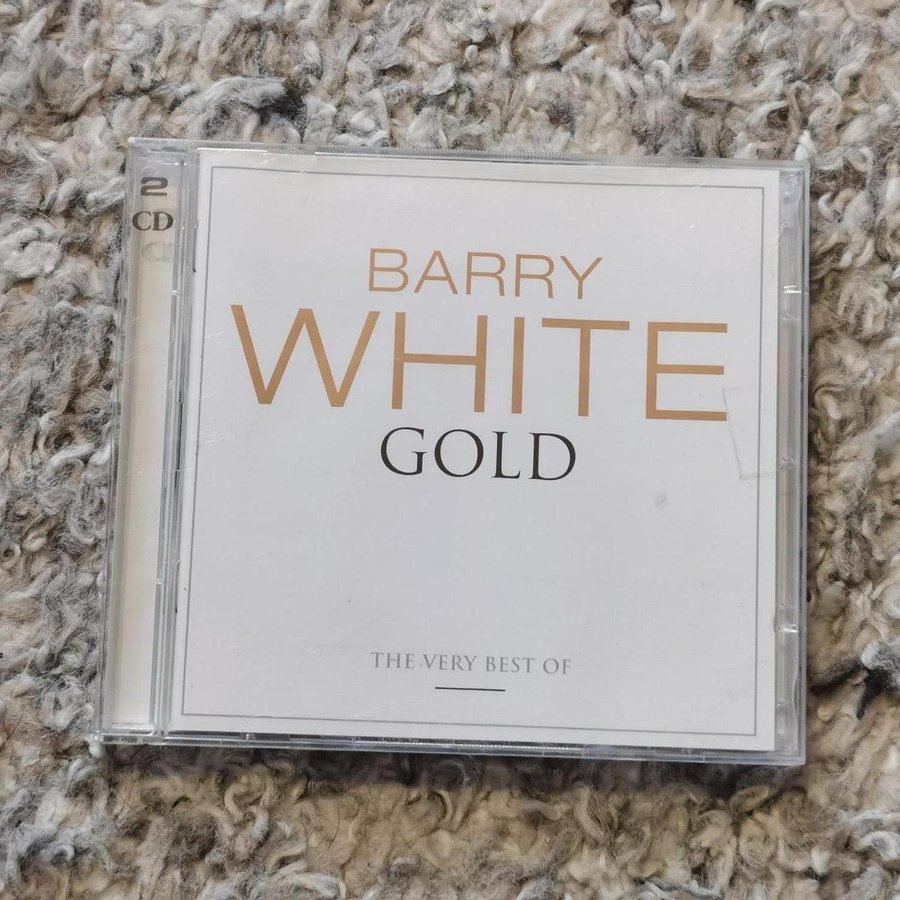 2
CD
BARRY
WHITE
GOLD
THE VERY BEST OF